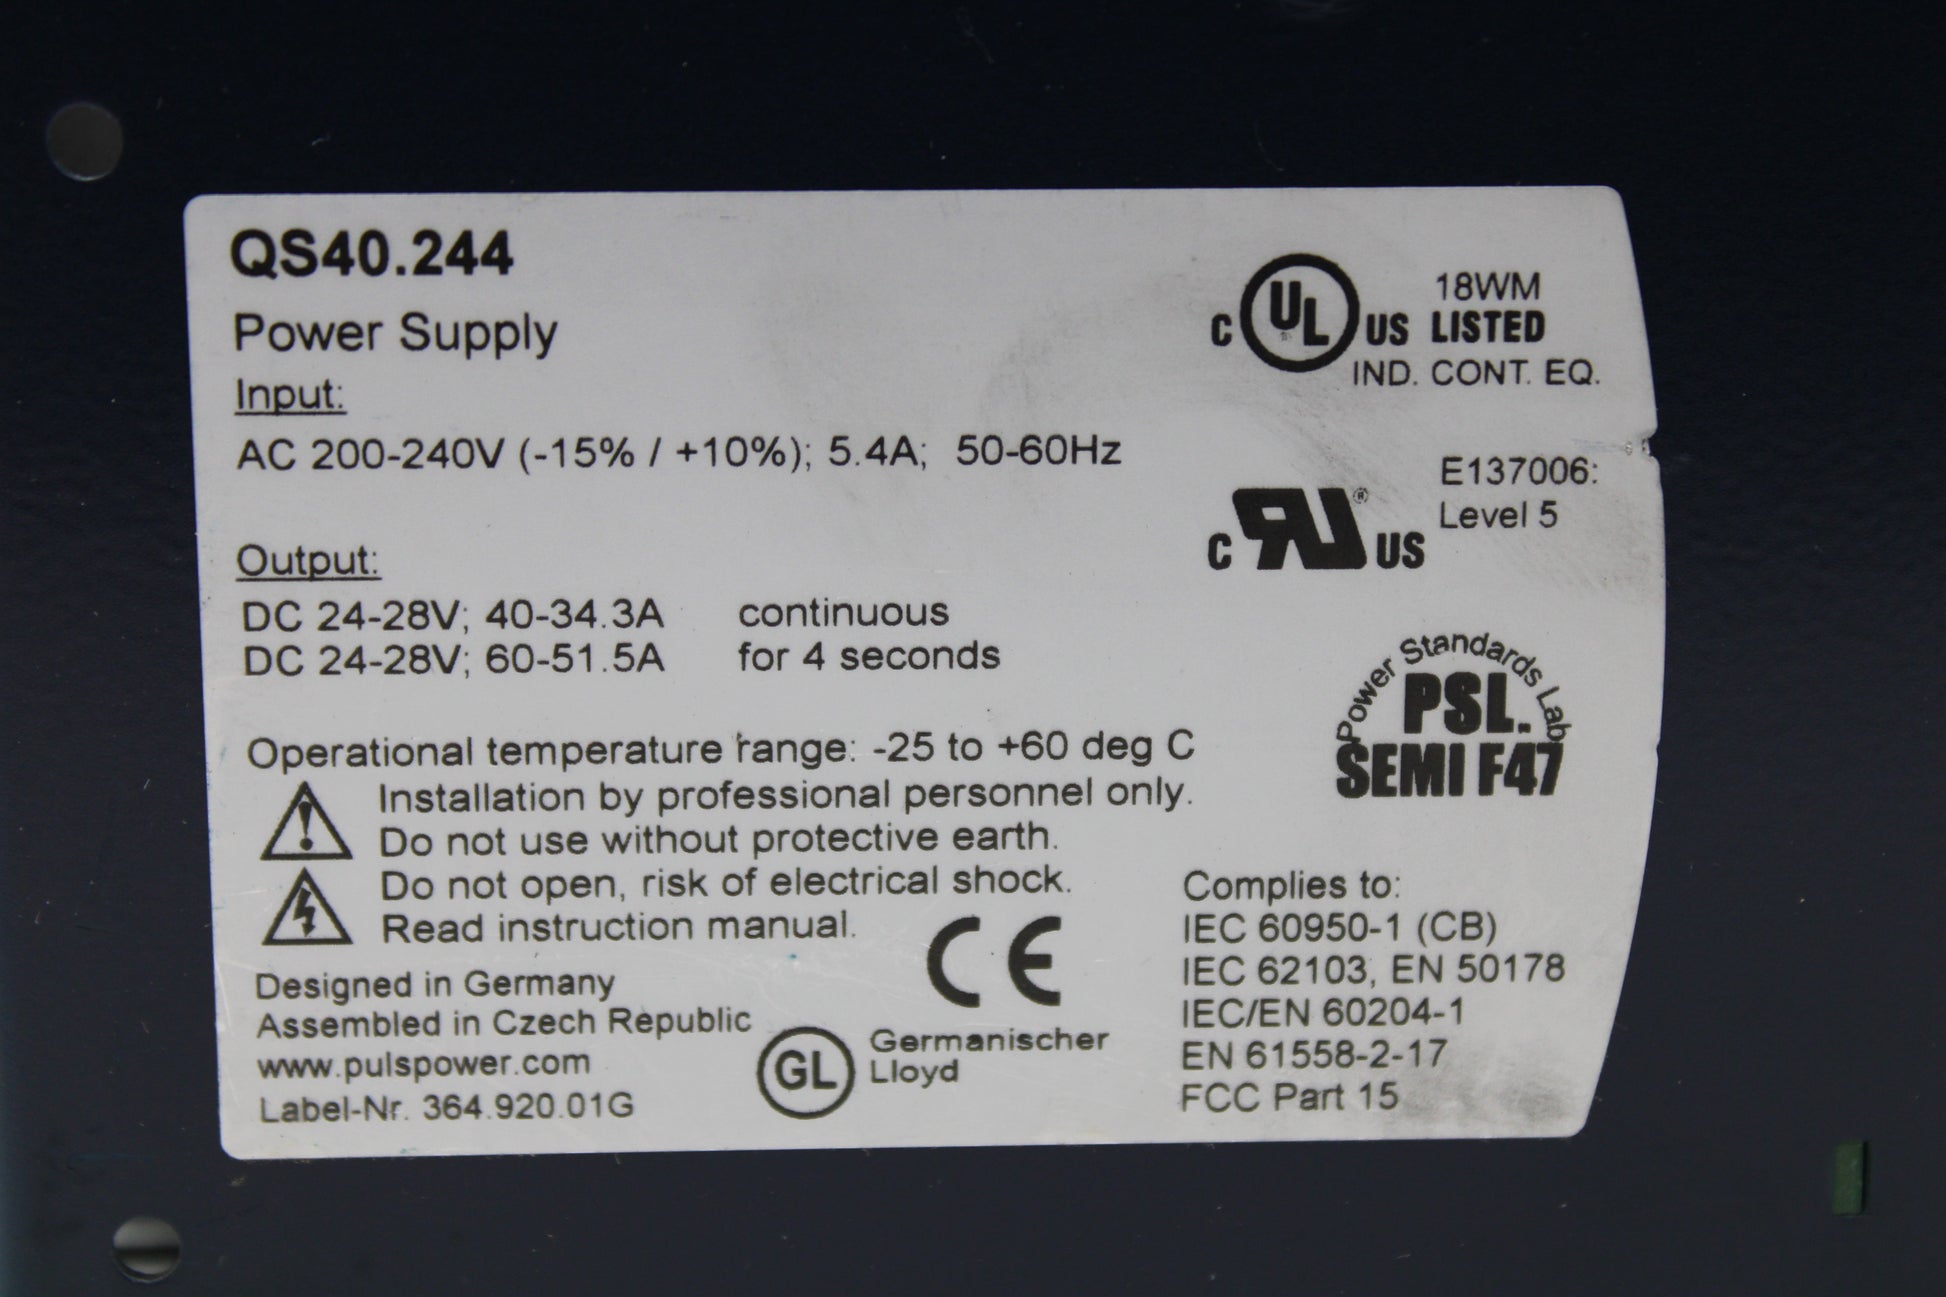 QS40.244
Power Supply
Input:
AC 200-240V (-15% / +10%); 5.4A; 50-60Hz
Output:
DC 24-28V; 40-34.3A continuous
DC 24-28V; 60-51.5A for 4 seconds
Operational temperature range: -25 to +60 deg C
Installation by professional personnel only.
Do not use without protective earth.
Do not open, risk of electrical shock.
Read instruction manual.
Designed in Germany
Assembled in Czech Republic
www.pulspower.com
Label-Nr. 364.920.01G
CE
GL
Germanischer
Lloyd
18WM
C UL US LISTED
IND. CONT. EQ.
E137006:
Level 5
C RU® US
Power Standards Lab
PSL.
SEMI F47
Complies to:
IEC 60950-1 (CB)
IEC 62103, EN 50178
IEC/EN 60204-1
EN 61558-2-17
FCC Part 15